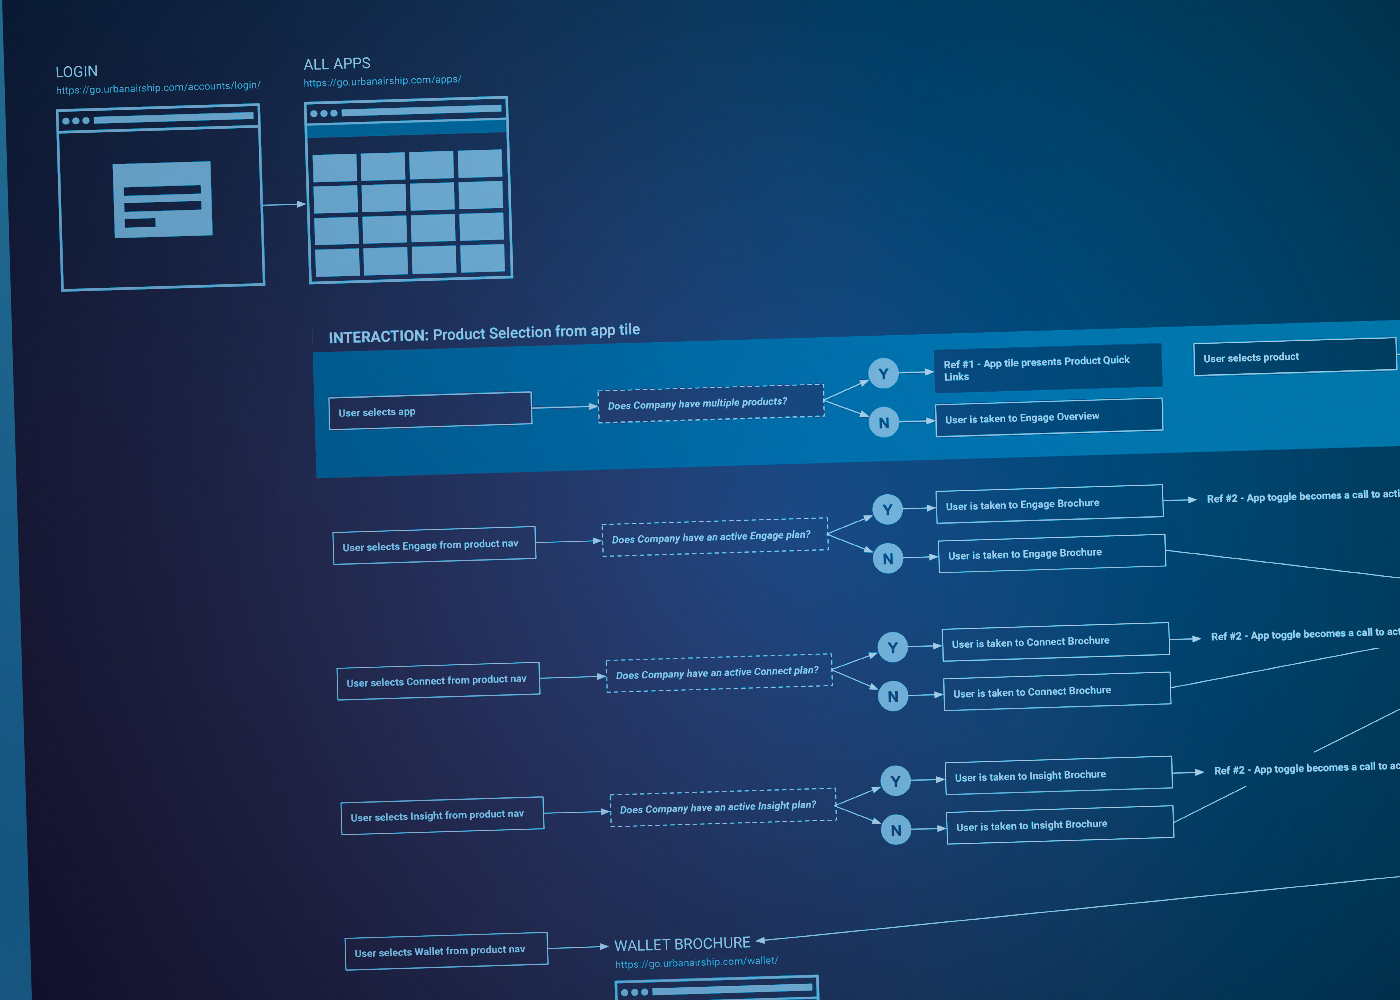 LOGIN
https://go.urbanairship.com/accounts/login/
ALL APPS
https://go.urbanairship.com/apps/
INTERACTION: Product Selection from app tile
User selects app
Does Company have multiple products?
Y
Ref #1 - App tile presents Product Quick
Links
User selects product
N
User is taken to Engage Overview
User selects Engage from product nav
Does Company have an active Engage plan?
Y
User is taken to Engage Brochure
Ref #2 - App toggle becomes a call to
N
User is taken to Engage Brochure
User selects Connect from product nav
Does Company have an active Connect plan?
Y
User is taken to Connect Brochure
Ref #2 - App toggle becomes a call to
N
User is taken to Connect Brochure
User selects Insight from product nav
Does Company have an active Insight plan?
Y
User is taken to Insight Brochure
Ref #2 - App toggle becomes a call to
N
User is taken to Insight Brochure
User selects Wallet from product nav
WALLET BROCHURE
https://go.urbanairship.com/wallet/